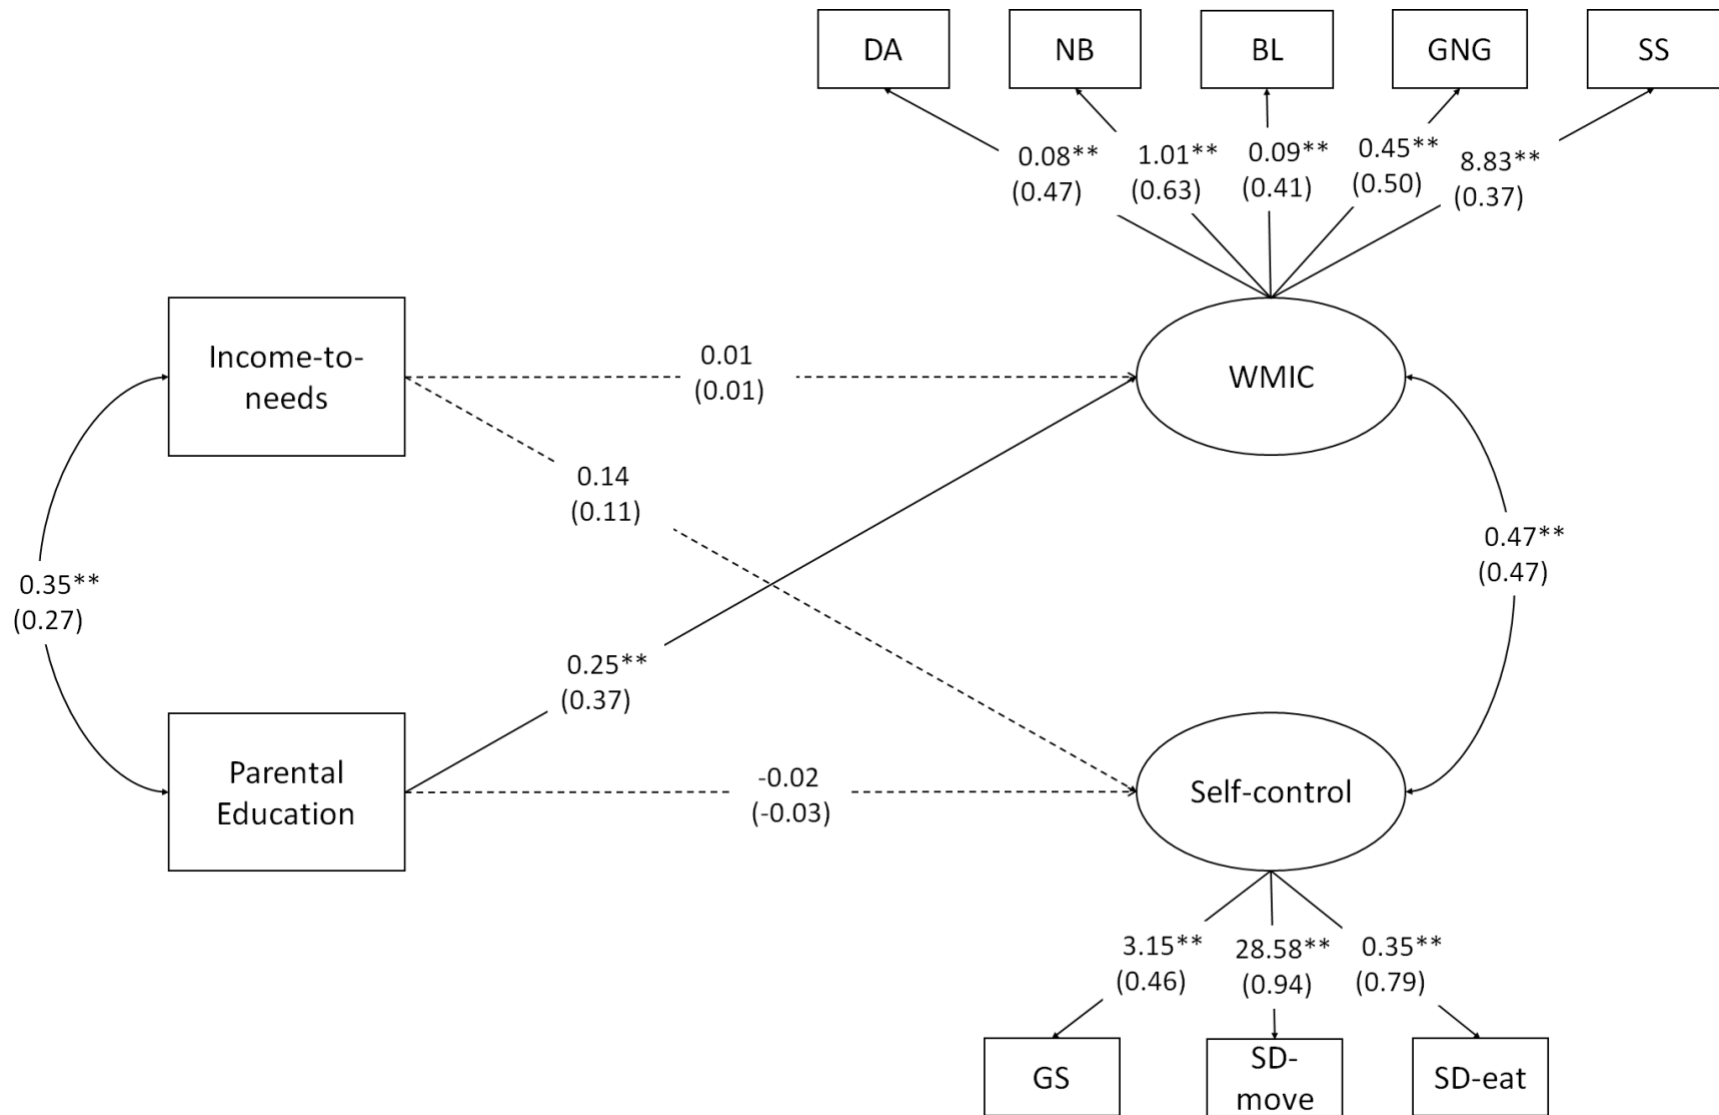 DA
NB
BL
GNG
SS
0.08**
(0.47)
1.01**
(0.63)
0.09**
(0.41)
0.45**
(0.50)
8.83**
(0.37)
Income-to-
needs
0.01
(0.01)
WMIC
0.14
(0.11)
0.35**
(0.27)
0.47**
(0.47)
0.25**
(0.37)
Parental
Education
-0.02
(-0.03)
Self-control
3.15**
(0.46)
28.58**
(0.94)
0.35**
(0.79)
GS
SD-
move
SD-eat